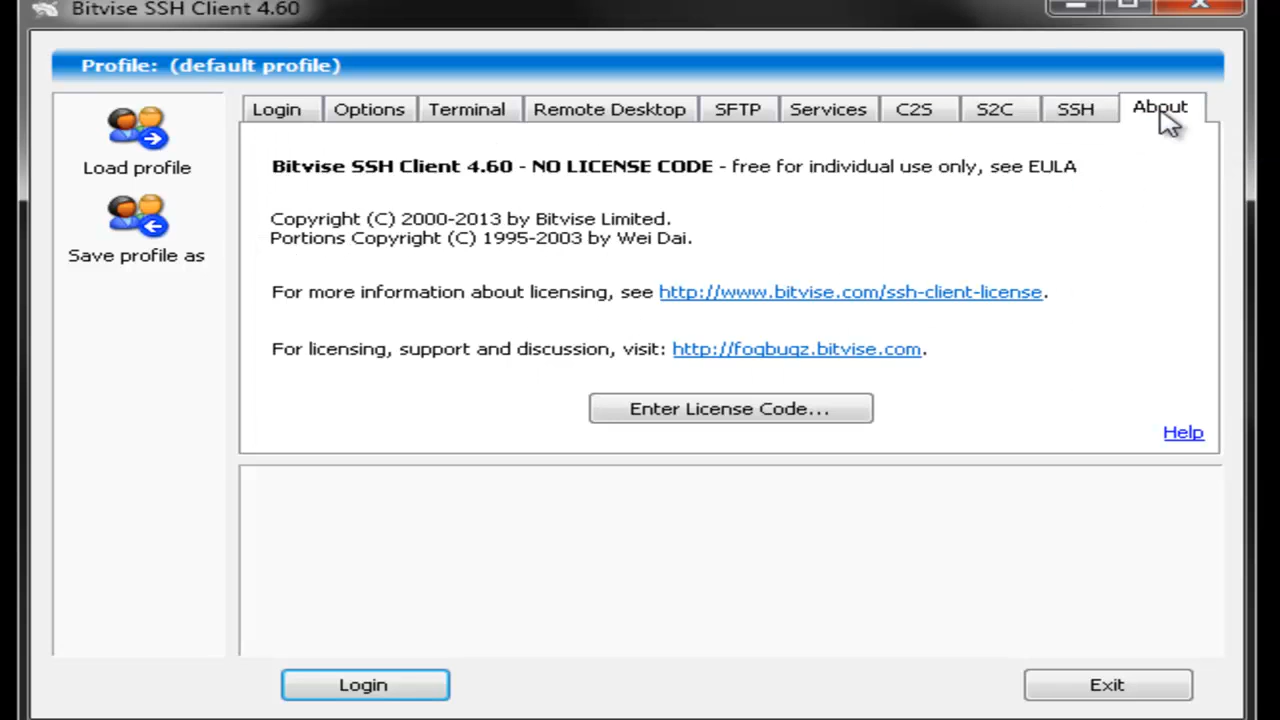 Bitvise SSH Client 4.60
Profile: (default profile)
Load profile
Save profile as
Login Options Terminal Remote Desktop SFTP Services C2S S2C SSH About
Bitvise SSH Client 4.60 - NO LICENSE CODE - free for individual use only, see EULA
Copyright (C) 2000-2013 by Bitvise Limited.
Portions Copyright (C) 1995-2003 by Wei Dai.
For more information about licensing, see http://www.bitvise.com/ssh-client-license.
For licensing, support and discussion, visit: http://fogbugz.bitvise.com.
Enter License Code...
Help
Login Exit